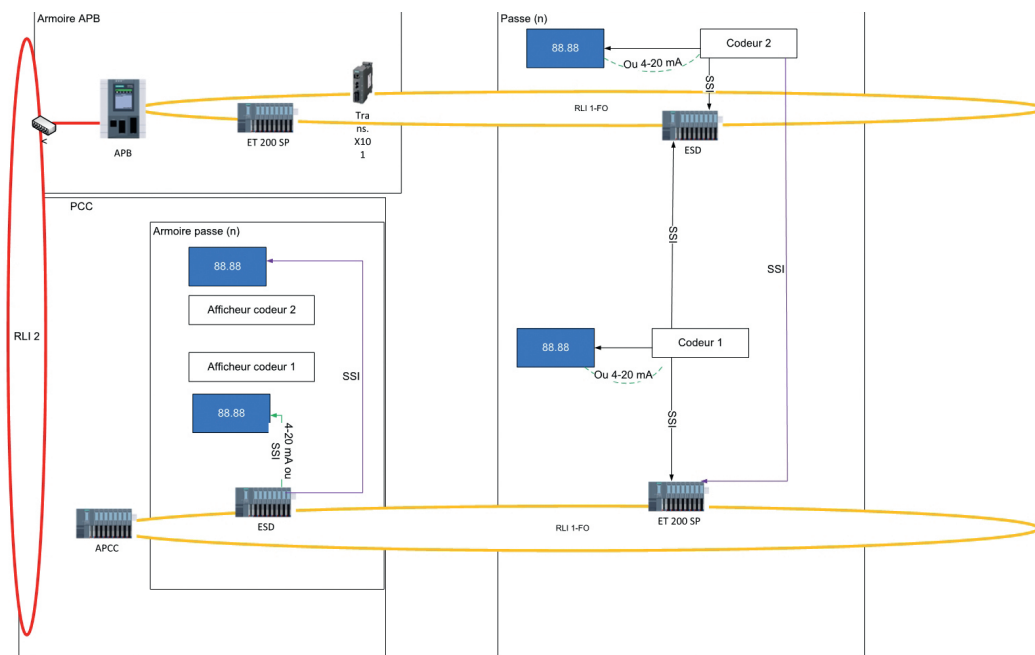 Armoire APB
Passe (n)
88.88
Codeur 2
Ou 4-20 mA
SSI
RLI 1-FO
APB
ET 200 SP
Tra
ns.
X10
1
ESD
<
PCC
Armoire passe (n)
88.88
SSI
SSI
Afficheur codeur 2
RLI 2
Afficheur codeur 1
SSI
88.88
Codeur 1
Ou 4-20 mA
88.88
4-20 mA ou
SSI
SSI
ESD
ET 200 SP
APCC
RLI 1-FO